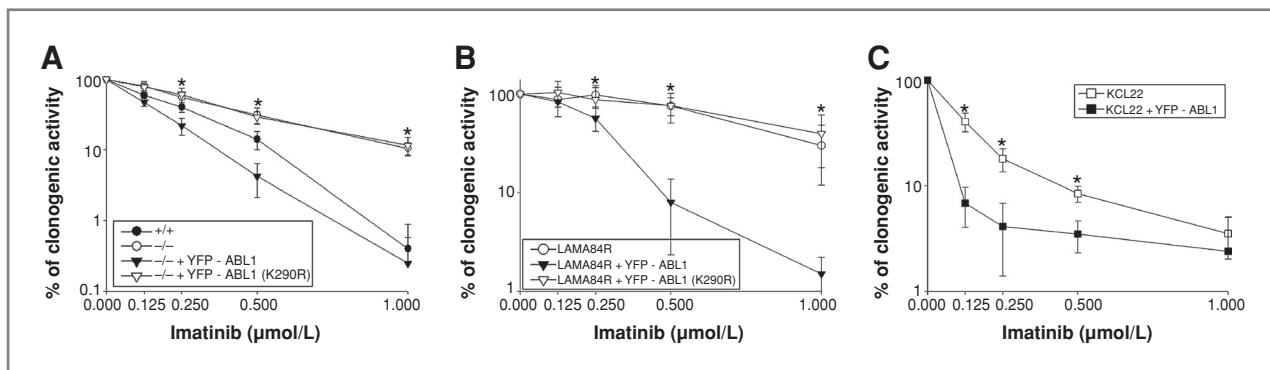 A
% of clonogenic activity
100
10
1
0.1
+/+
−/−
−/− + YFP - ABL1
−/− + YFP - ABL1 (K290R)
* * *
0.000 0.125 0.250 0.500 1.000
Imatinib (µmol/L)
B
% of clonogenic activity
100
10
1
LAMA84R
LAMA84R + YFP - ABL1
LAMA84R + YFP - ABL1 (K290R)
* * *
0.000 0.125 0.250 0.500 1.000
Imatinib (µmol/L)
C
% of clonogenic activity
100
10
1
KCL22
KCL22 + YFP - ABL1
* * *
0.000 0.125 0.250 0.500 1.000
Imatinib (µmol/L)